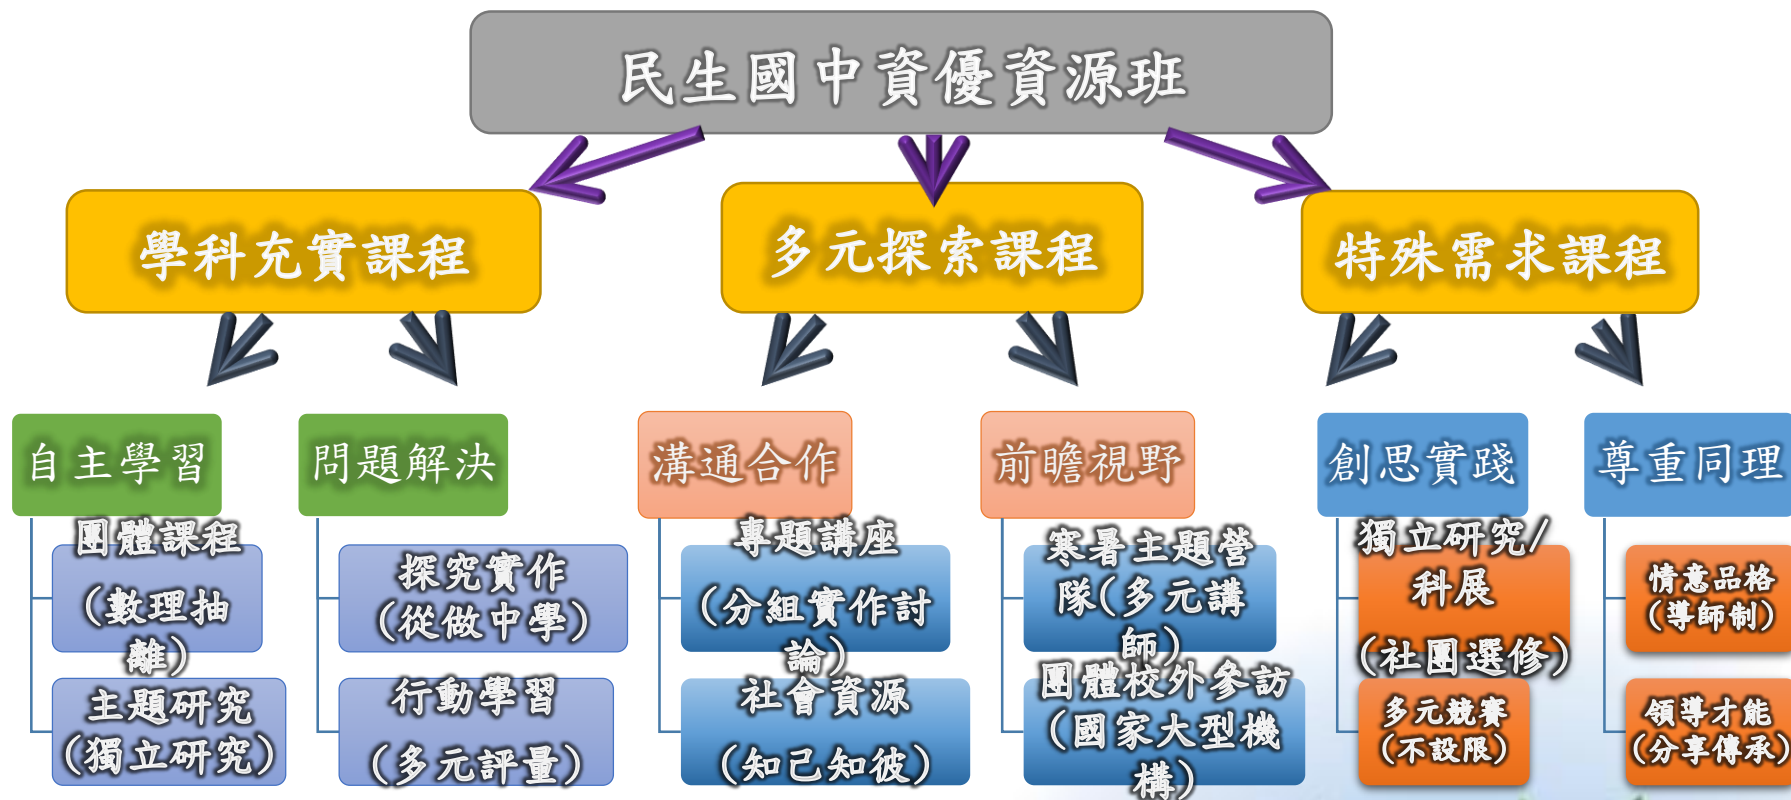 民生國中資優資源班
學科充實課程
多元探索課程
特殊需求課程
自主學習
問題解決
溝通合作
前瞻視野
創思實踐
尊重同理
團體課程
(數理抽
離)
主題研究
(獨立研究)
探究實作
(從做中學)
行動學習
(多元評量)
專題講座
(分組實作討
論)
社會資源
(知己知彼)
寒暑主題營
隊(多元講
師)
團體校外參訪
(國家大型機
構)
獨立研究/
科展
(社團選修)
多元競賽
(不設限)
情意品格
(導師制)
領導才能
(分享傳承)